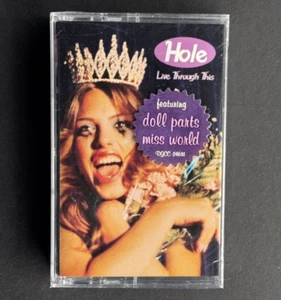 Hole
Live Through This
featuring
doll parts
miss world